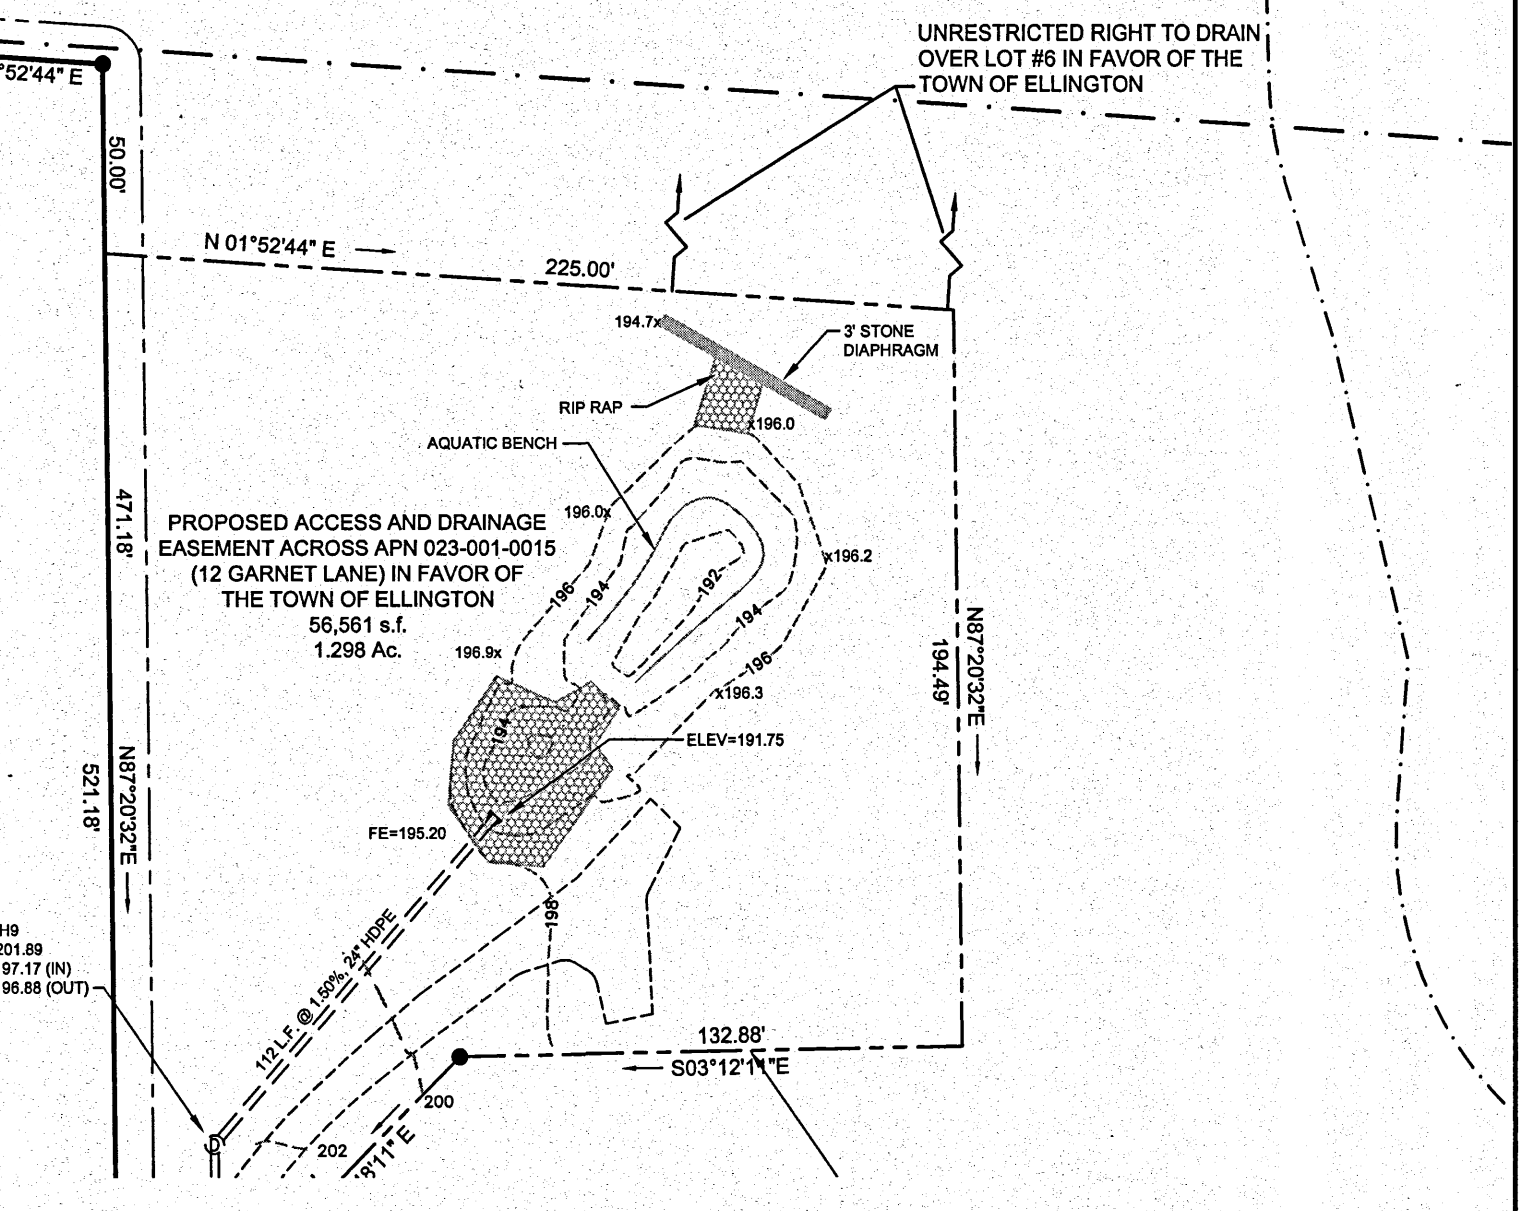 UNRESTRICTED RIGHT TO DRAIN
OVER LOT #6 IN FAVOR OF THE
TOWN OF ELLINGTON
°52'44" E
50.00'
N 01°52'44" E
225.00'
194.7x
3' STONE
DIAPHRAGM
RIP RAP
x196.0
AQUATIC BENCH
196.0x
x196.2
471.18'
PROPOSED ACCESS AND DRAINAGE
EASEMENT ACROSS APN 023-001-0015
(12 GARNET LANE) IN FAVOR OF
THE TOWN OF ELLINGTON
56,561 s.f.
1.298 Ac.
196
194
192
194
196
196.9x
x196.3
N87°20'32"E
194.49'
194
ELEV=191.75
N87°20'32"E
521.18'
FE=195.20
198
H9
201.89
97.17 (IN)
96.88 (OUT)
112 L.F. @ 1.50%, 24" HDPE
132.88'
S03°12'11"E
200
D
202
8'11" E